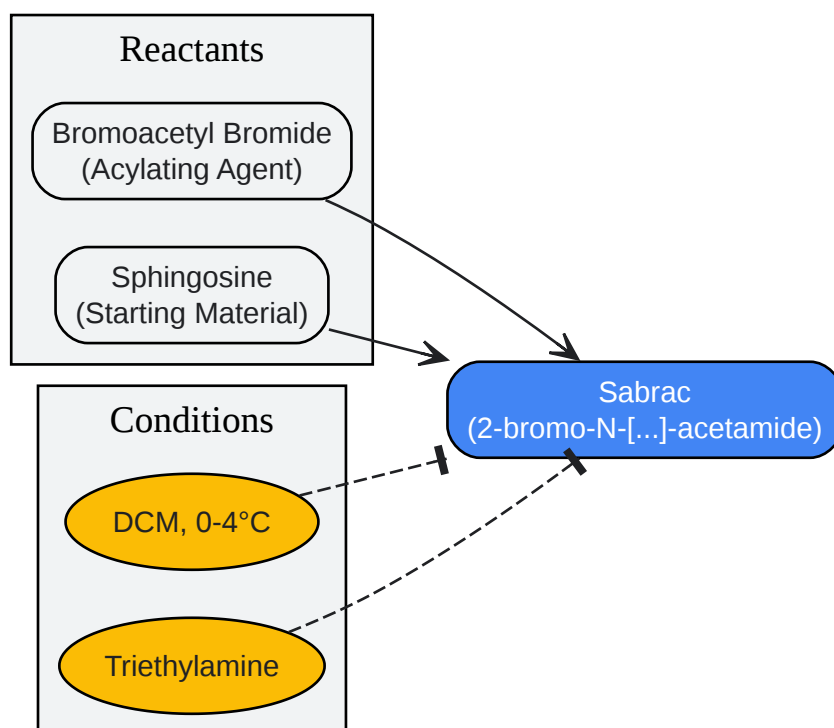 Reactants
Bromoacetyl Bromide
(Acylating Agent)
Sphingosine
(Starting Material)
Sabrac
(2-bromo-N-[...]-acetamide)
Conditions
DCM, 0-4°C
Triethylamine